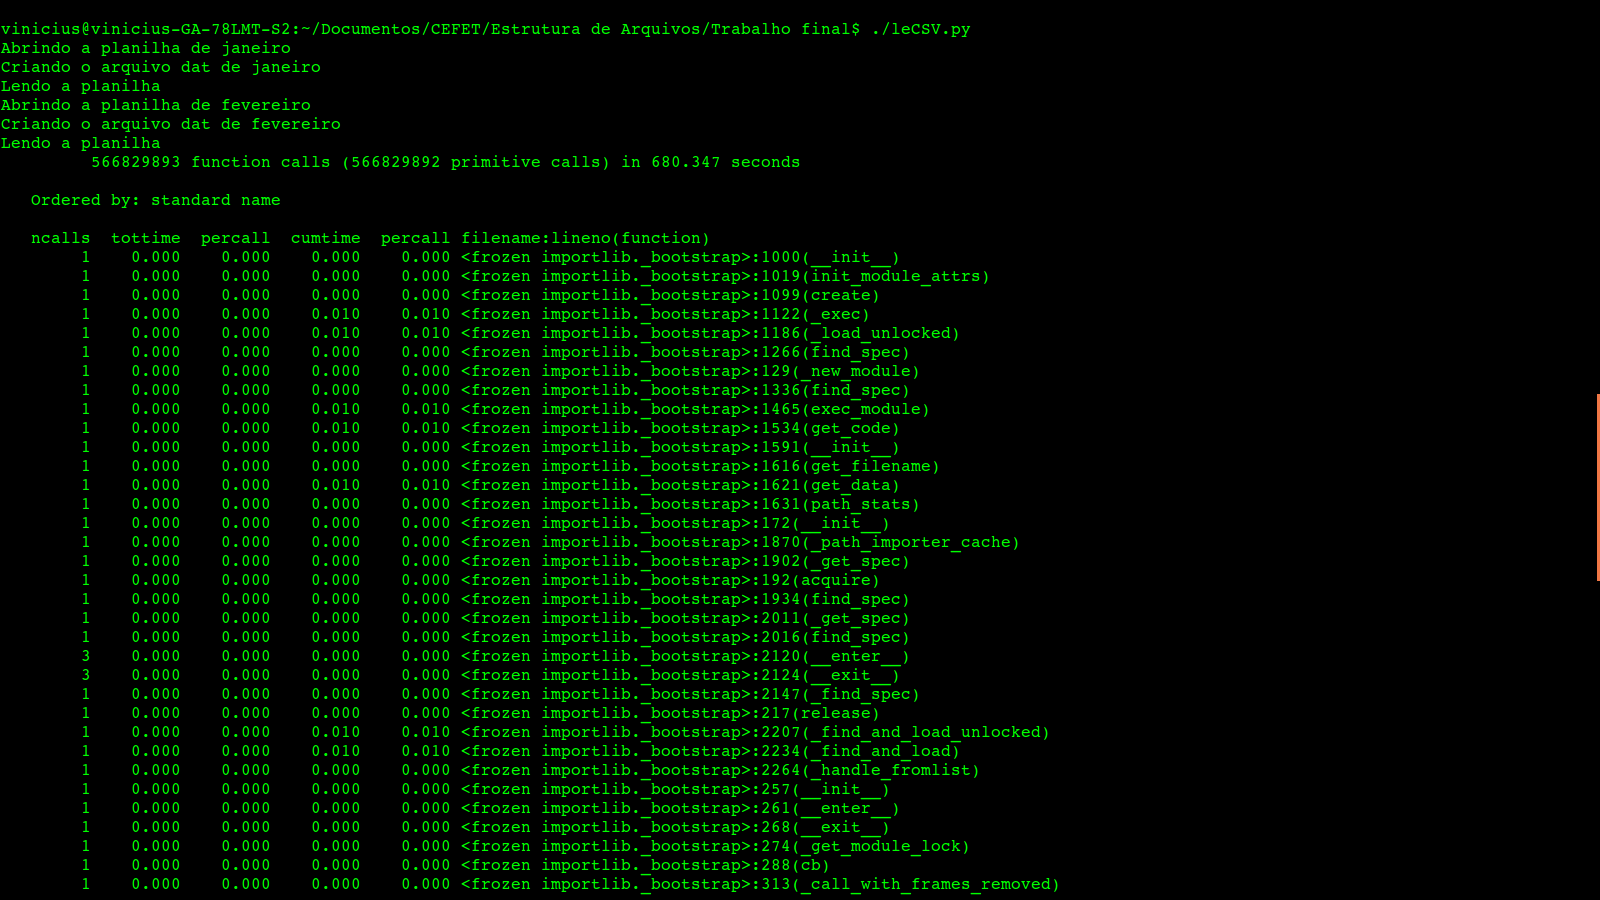 vinicius@vinicius-GA-78LMT-S2:~/Documentos/CEFET/Estrutura de Arquivos/Trabalho final$ ./leCSV.py
Abrindo a planilha de janeiro
Criando o arquivo dat de janeiro
Lendo a planilha
Abrindo a planilha de fevereiro
Criando o arquivo dat de fevereiro
Lendo a planilha
         566829893 function calls (566829892 primitive calls) in 680.347 seconds

   Ordered by: standard name

   ncalls  tottime  percall  cumtime  percall filename:lineno(function)
        1    0.000    0.000    0.000    0.000 <frozen importlib._bootstrap>:1000(__init__)
        1    0.000    0.000    0.000    0.000 <frozen importlib._bootstrap>:1019(init_module_attrs)
        1    0.000    0.000    0.000    0.000 <frozen importlib._bootstrap>:1099(create)
        1    0.000    0.000    0.010    0.010 <frozen importlib._bootstrap>:1122(_exec)
        1    0.000    0.000    0.010    0.010 <frozen importlib._bootstrap>:1186(_load_unlocked)
        1    0.000    0.000    0.000    0.000 <frozen importlib._bootstrap>:1266(find_spec)
        1    0.000    0.000    0.000    0.000 <frozen importlib._bootstrap>:129(_new_module)
        1    0.000    0.000    0.000    0.000 <frozen importlib._bootstrap>:1336(find_spec)
        1    0.000    0.000    0.010    0.010 <frozen importlib._bootstrap>:1465(exec_module)
        1    0.000    0.000    0.010    0.010 <frozen importlib._bootstrap>:1534(get_code)
        1    0.000    0.000    0.000    0.000 <frozen importlib._bootstrap>:1591(__init__)
        1    0.000    0.000    0.000    0.000 <frozen importlib._bootstrap>:1616(get_filename)
        1    0.000    0.000    0.010    0.010 <frozen importlib._bootstrap>:1621(get_data)
        1    0.000    0.000    0.000    0.000 <frozen importlib._bootstrap>:1631(path_stats)
        1    0.000    0.000    0.000    0.000 <frozen importlib._bootstrap>:172(__init__)
        1    0.000    0.000    0.000    0.000 <frozen importlib._bootstrap>:1870(_path_importer_cache)
        1    0.000    0.000    0.000    0.000 <frozen importlib._bootstrap>:1902(_get_spec)
        1    0.000    0.000    0.000    0.000 <frozen importlib._bootstrap>:192(acquire)
        1    0.000    0.000    0.000    0.000 <frozen importlib._bootstrap>:1934(find_spec)
        1    0.000    0.000    0.000    0.000 <frozen importlib._bootstrap>:2011(_get_spec)
        1    0.000    0.000    0.000    0.000 <frozen importlib._bootstrap>:2016(find_spec)
        3    0.000    0.000    0.000    0.000 <frozen importlib._bootstrap>:2120(__enter__)
        3    0.000    0.000    0.000    0.000 <frozen importlib._bootstrap>:2124(__exit__)
        1    0.000    0.000    0.000    0.000 <frozen importlib._bootstrap>:2147(_find_spec)
        1    0.000    0.000    0.000    0.000 <frozen importlib._bootstrap>:217(release)
        1    0.000    0.000    0.010    0.010 <frozen importlib._bootstrap>:2207(_find_and_load_unlocked)
        1    0.000    0.000    0.010    0.010 <frozen importlib._bootstrap>:2234(_find_and_load)
        1    0.000    0.000    0.000    0.000 <frozen importlib._bootstrap>:2264(_handle_fromlist)
        1    0.000    0.000    0.000    0.000 <frozen importlib._bootstrap>:257(__init__)
        1    0.000    0.000    0.000    0.000 <frozen importlib._bootstrap>:261(__enter__)
        1    0.000    0.000    0.000    0.000 <frozen importlib._bootstrap>:268(__exit__)
        1    0.000    0.000    0.000    0.000 <frozen importlib._bootstrap>:274(_get_module_lock)
        1    0.000    0.000    0.000    0.000 <frozen importlib._bootstrap>:288(cb)
        1    0.000    0.000    0.000    0.000 <frozen importlib._bootstrap>:313(_call_with_frames_removed)